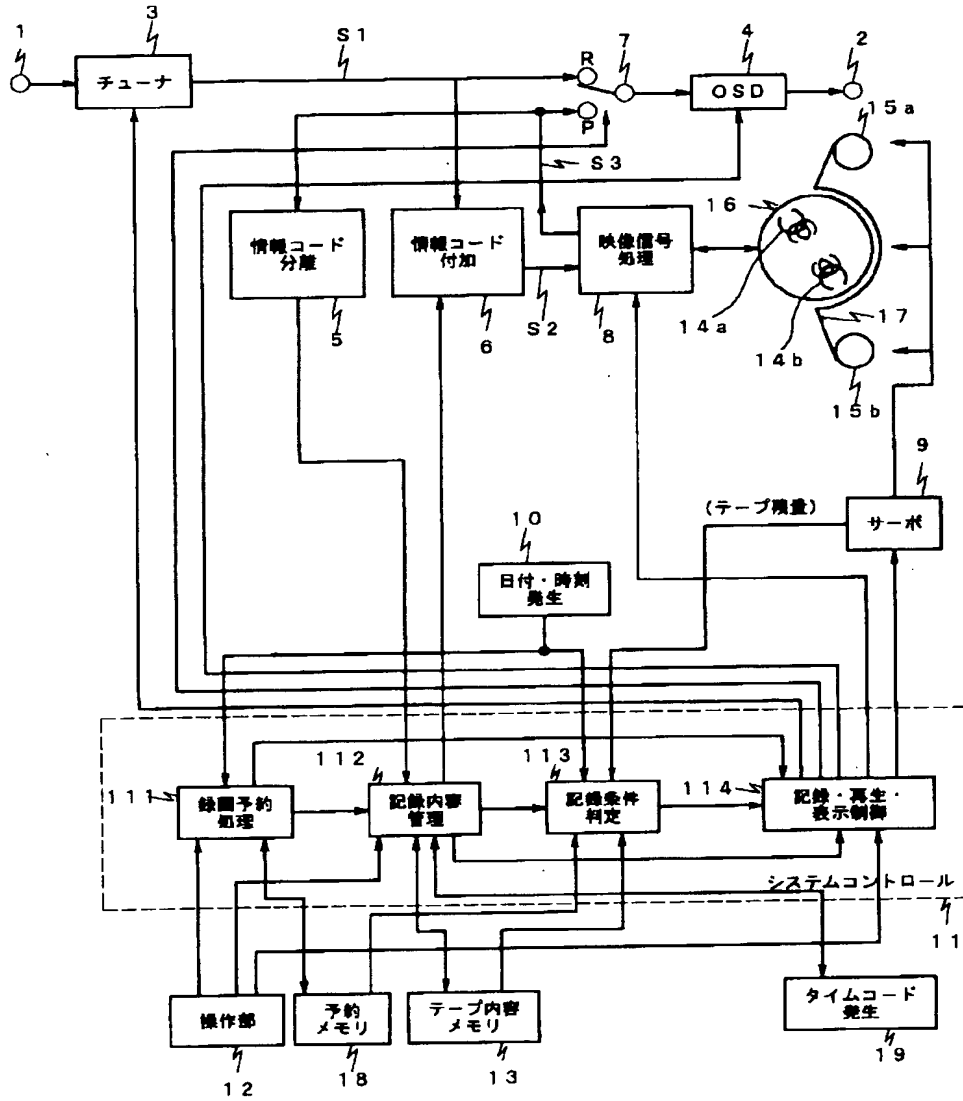 1
3
チューナ
S1
R
7
4
OSD
2
P
15a
S3
16
情報コード
分離
情報コード
付加
映像信号
処理
5
6
S2
8
14a
14b
17
15b
9
(テープ残量)
サーボ
10
日付・時刻
発生
111
録画予約
処理
112
記録内容
管理
113
記録条件
判定
114
記録・再生・
表示制御
システムコントロール
11
操作部
予約
メモリ
テープ内容
メモリ
タイムコード
発生
12
18
13
19